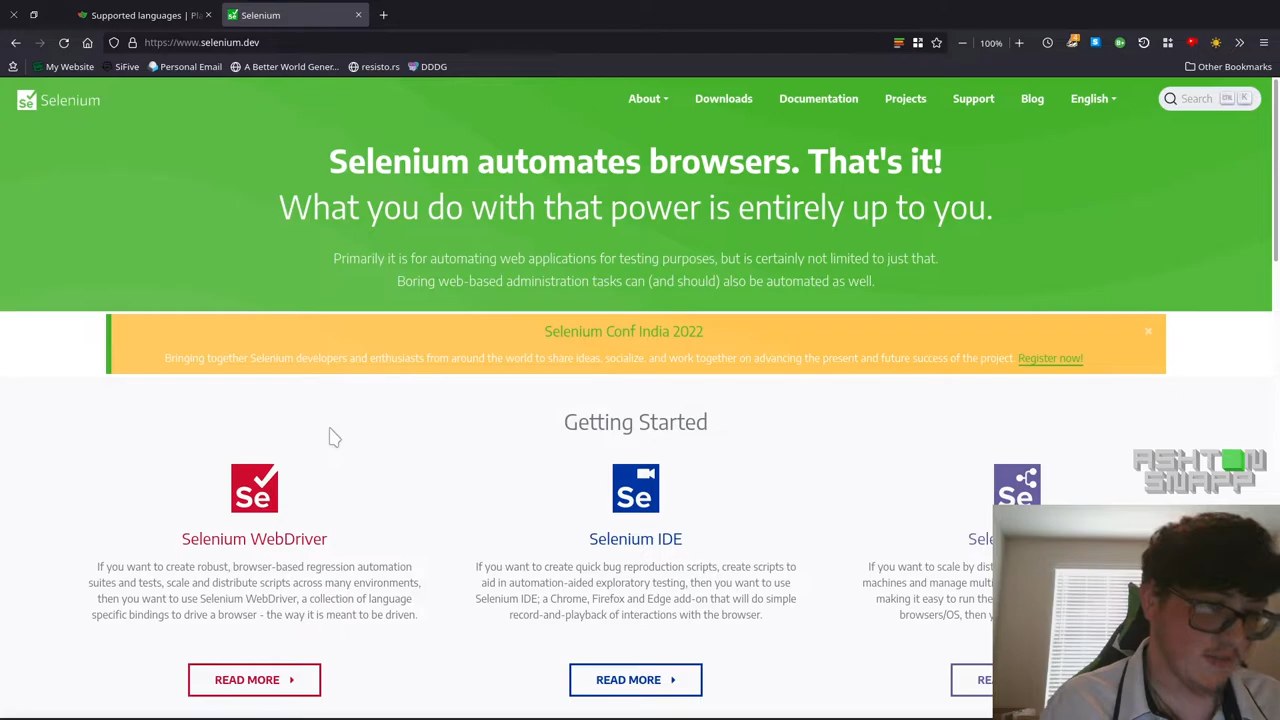 Supported languages | Pl
Selenium
https://www.selenium.dev
100%
My Website
SiFive
Personal Email
A Better World Gener...
resisto.rs
DDDG
Other Bookmarks
Se Selenium
About
Downloads
Documentation
Projects
Support
Blog
English
Search
K
Selenium automates browsers. That's it!
What you do with that power is entirely up to you.
Primarily it is for automating web applications for testing purposes, but is certainly not limited to just that.
Boring web-based administration tasks can (and should) also be automated as well.
Selenium Conf India 2022
Bringing together Selenium developers and enthusiasts from around the world to share ideas, socialize, and work together on advancing the present and future success of the project. Register now!
Getting Started
Se
Selenium WebDriver
If you want to create robust, browser-based regression automation
suites and tests, scale and distribute scripts across many environments,
then you want to use Selenium WebDriver, a collection of language
specific bindings to drive a browser - the way it is meant to be driven.
READ MORE
Se
Selenium IDE
If you want to create quick bug reproduction scripts, create scripts to
aid in automation-aided exploratory testing, then you want to use
Selenium IDE; a Chrome, Firefox and Edge add-on that will do simple
record-and-playback of interactions with the browser.
READ MORE
Se
Sele
If you want to scale by dist
machines and manage multi
making it easy to run the
browsers/OS, then y
RE
ASHTON
SNAPP